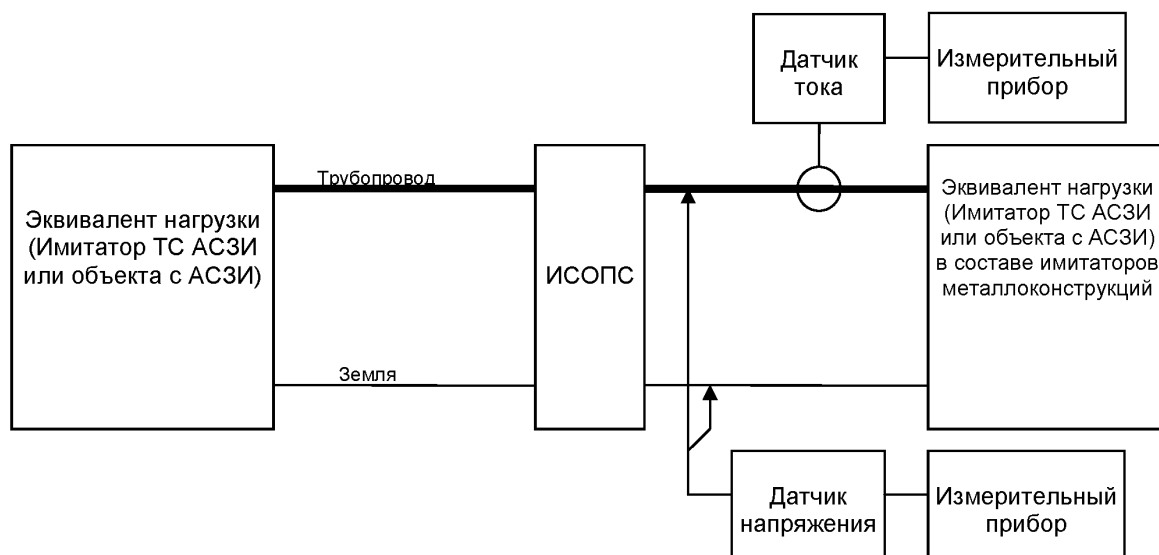 Датчик
тока
Измерительный
прибор
Трубопровод
Эквивалент нагрузки
(Имитатор ТС АСЗИ
или объекта с АСЗИ)
ИСОПС
Эквивалент нагрузки
(Имитатор ТС АСЗИ
или объекта с АСЗИ)
в составе имитаторов
металлоконструкций
Земля
Датчик
напряжения
Измерительный
прибор